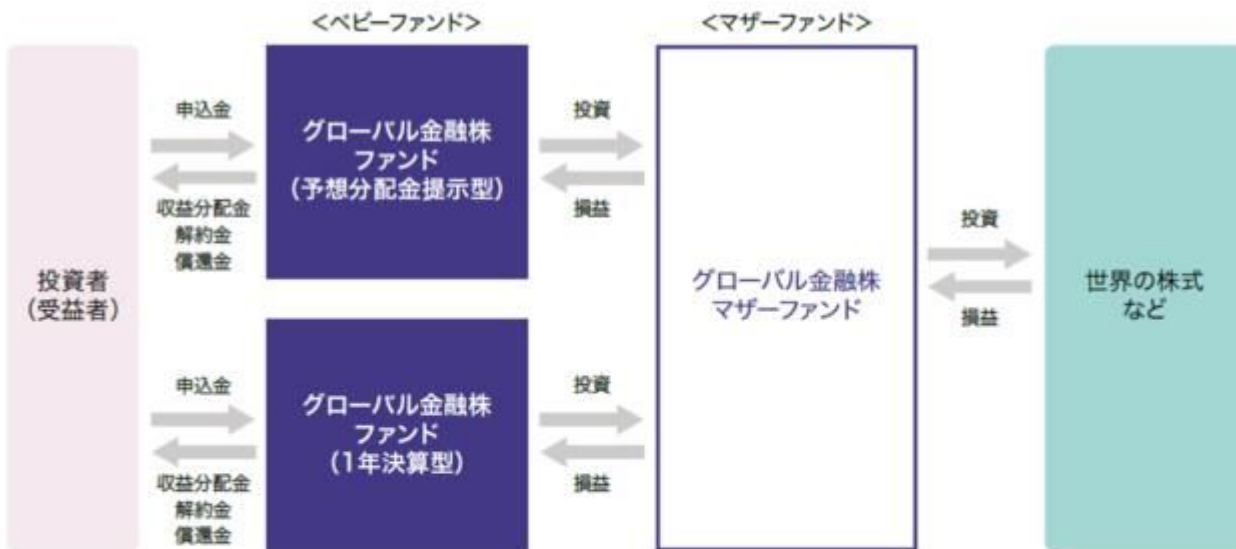 <ベビーファンド>
<マザーファンド>
投資者
(受益者)
申込金
収益分配金
解約金
償還金
グローバル金融株
ファンド
(予想分配金提示型)
投資
損益
申込金
収益分配金
解約金
償還金
グローバル金融株
ファンド
(1年決算型)
投資
損益
グローバル金融株
マザーファンド
投資
損益
世界の株式
など